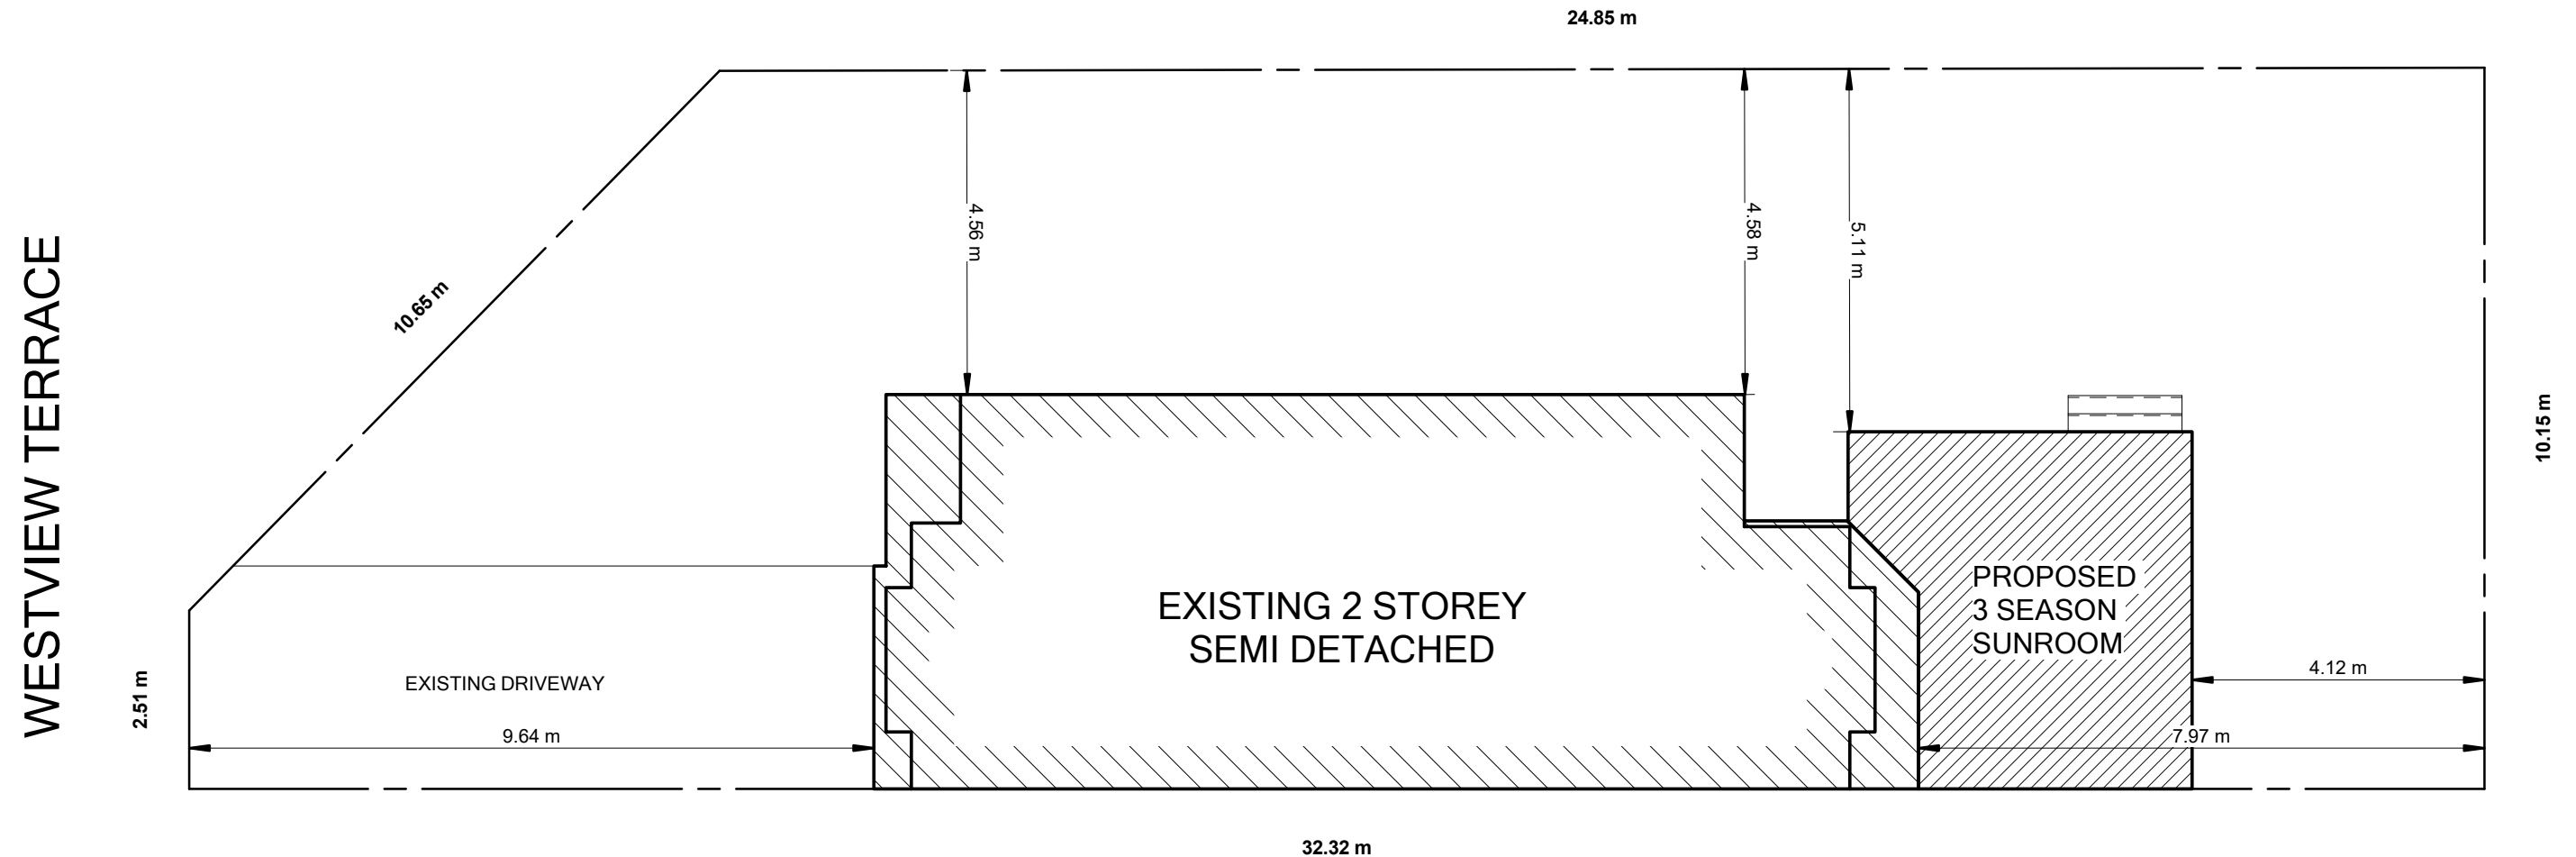 24.85 m
WESTVIEW TERRACE
10.65 m
4.56 m
4.58 m
5.11 m
10.15 m
EXISTING 2 STOREY
SEMI DETACHED
PROPOSED
3 SEASON
SUNROOM
2.51 m
EXISTING DRIVEWAY
4.12 m
9.64 m
7.97 m
32.32 m